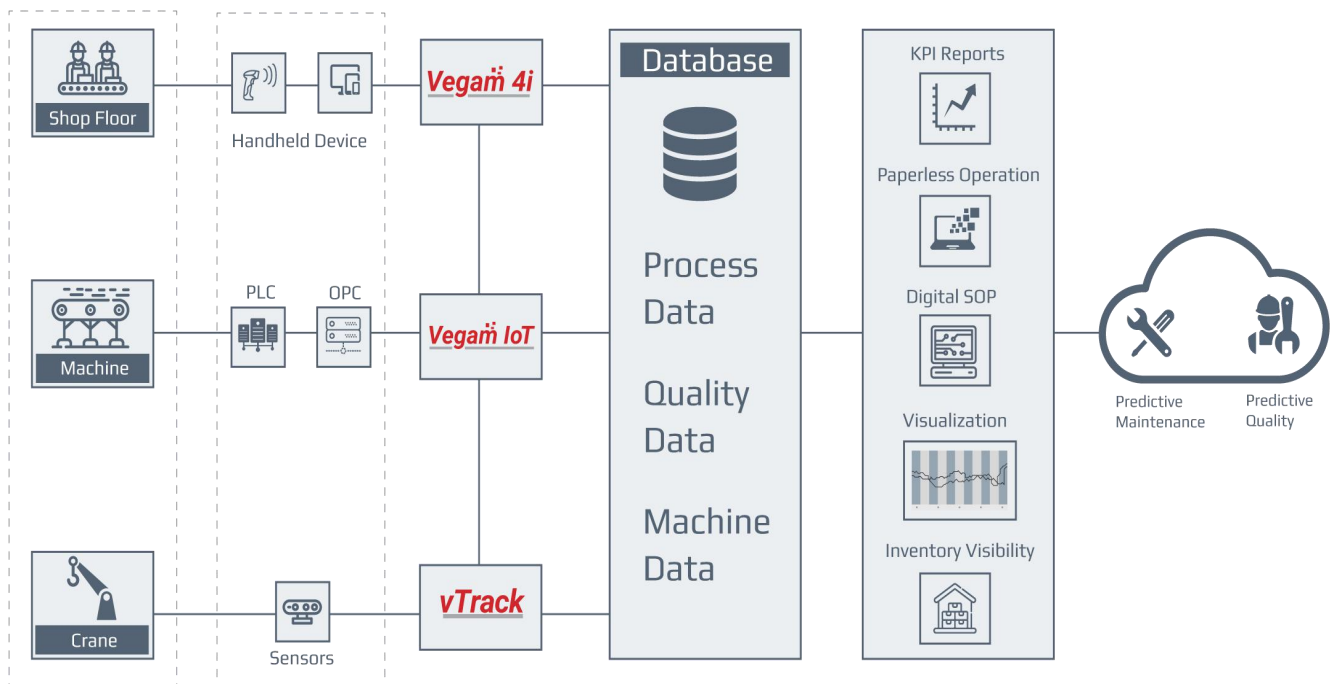 Shop Floor
Handheld Device
Vegam 4i
Machine
PLC
OPC
Vegam IoT
Crane
Sensors
vTrack
Database
Process
Data
Quality
Data
Machine
Data
KPI Reports
Paperless Operation
Digital SOP
Visualization
Inventory Visibility
Predictive
Maintenance
Predictive
Quality